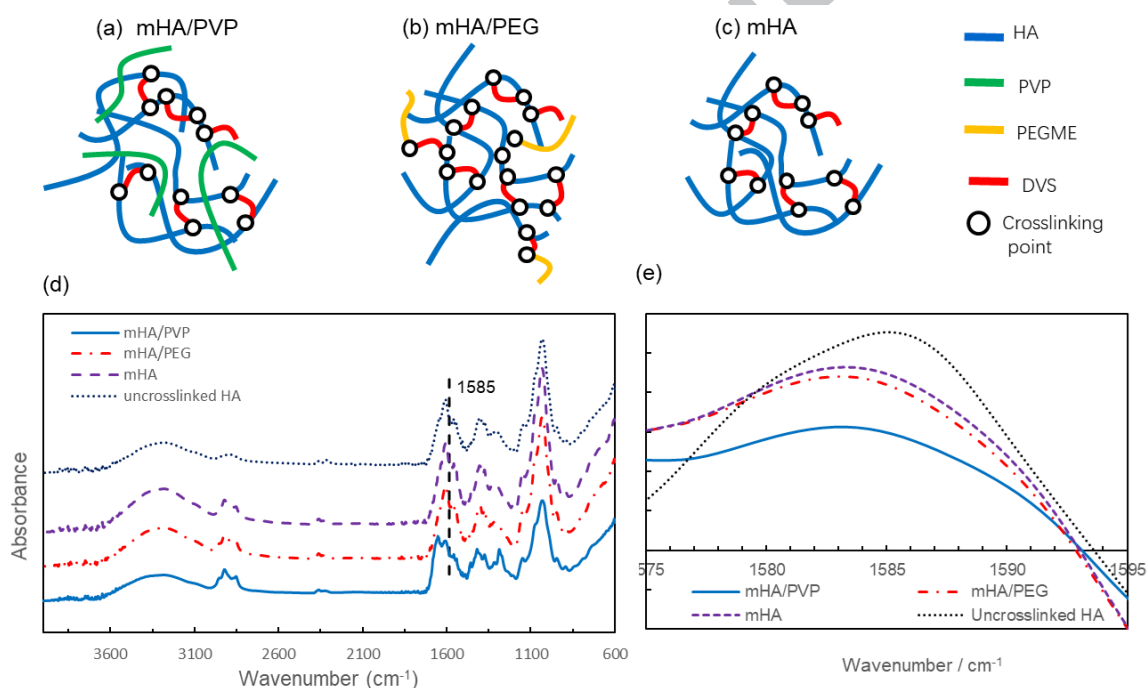 (a) mHA/PVP
(b) mHA/PEG
(c) mHA
HA
PVP
PEGME
DVS
Crosslinking
point
(d)
mHA/PVP
mHA/PEG
mHA
uncrosslinked HA
1585
Absorbance
3600 3100 2600 2100 1600 1100 600
Wavenumber (cm⁻¹)
(e)
575 1580 1585 1590 1595
mHA/PVP mHA/PEG
mHA Uncrosslinked HA
Wavenumber / cm⁻¹